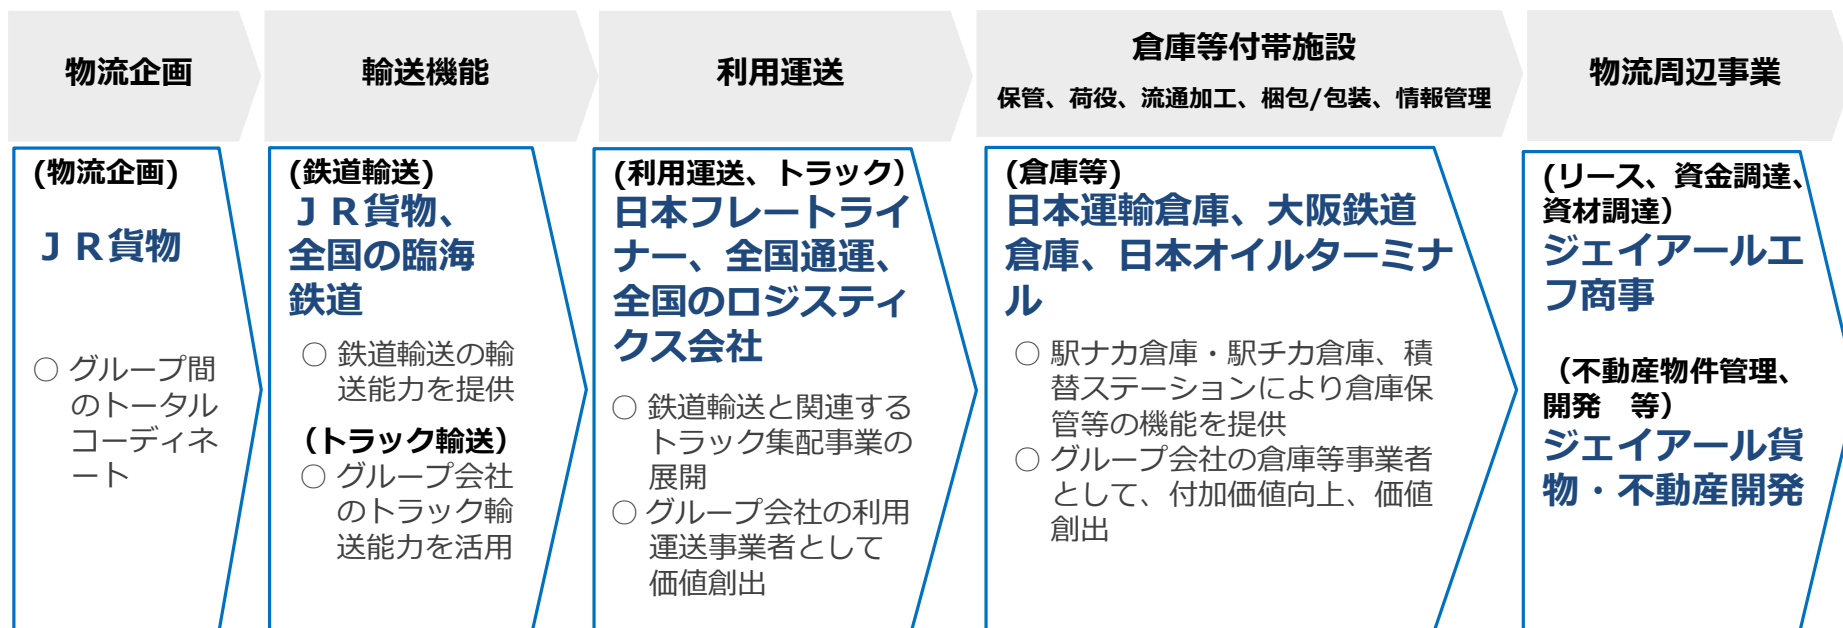 物流企画
輸送機能
利用運送
倉庫等付帯施設
保管、荷役、流通加工、梱包/包装、情報管理
物流周辺事業
(物流企画)
ＪＲ貨物
○ グループ間
のトータル
コーディネ
ート
(鉄道輸送)
ＪＲ貨物、
全国の臨海
鉄道
○ 鉄道輸送の輸
送能力を提供
（トラック輸送）
○ グループ会社
のトラック輸
送能力を活用
(利用運送、トラック）
日本フレートライ
ナー、全国通運、
全国のロジスティ
クス会社
○ 鉄道輸送と関連する
トラック集配事業の
展開
○ グループ会社の利用
運送事業者として
価値創出
(倉庫等)
日本運輸倉庫、大阪鉄道
倉庫、日本オイルターミナ
ル
○ 駅ナカ倉庫・駅チカ倉庫、積
替ステーションにより倉庫保
管等の機能を提供
○ グループ会社の倉庫等事業者
として、付加価値向上、価値
創出
(リース、資金調達、
資材調達）
ジェイアールエ
フ商事
（不動産物件管理、
開発　等）
ジェイアール貨
物・不動産開発